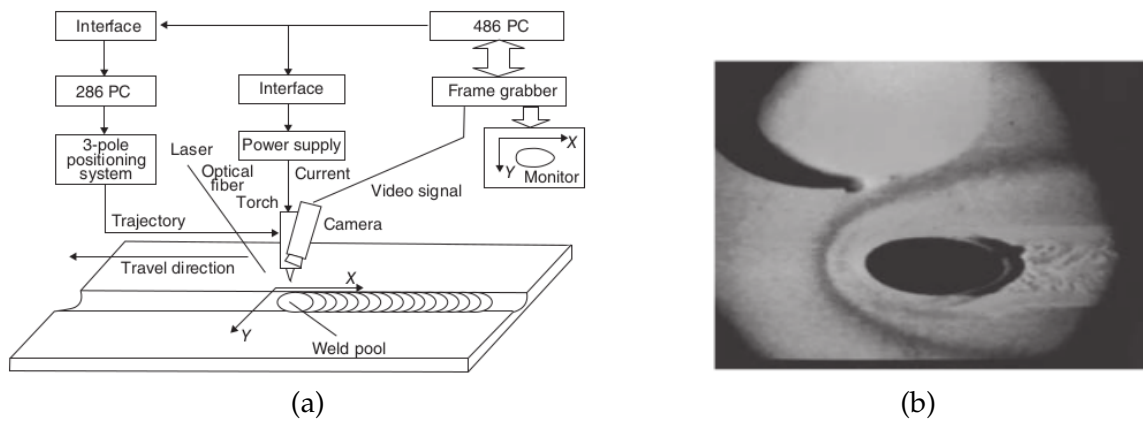 Interface
486 PC
286 PC
Interface
Frame grabber
3-pole
positioning
system
Power supply
X
Y
Monitor
Laser
Optical
fiber
Current
Torch
Video signal
Trajectory
Camera
Travel direction
X
Y
Weld pool
(a)
(b)